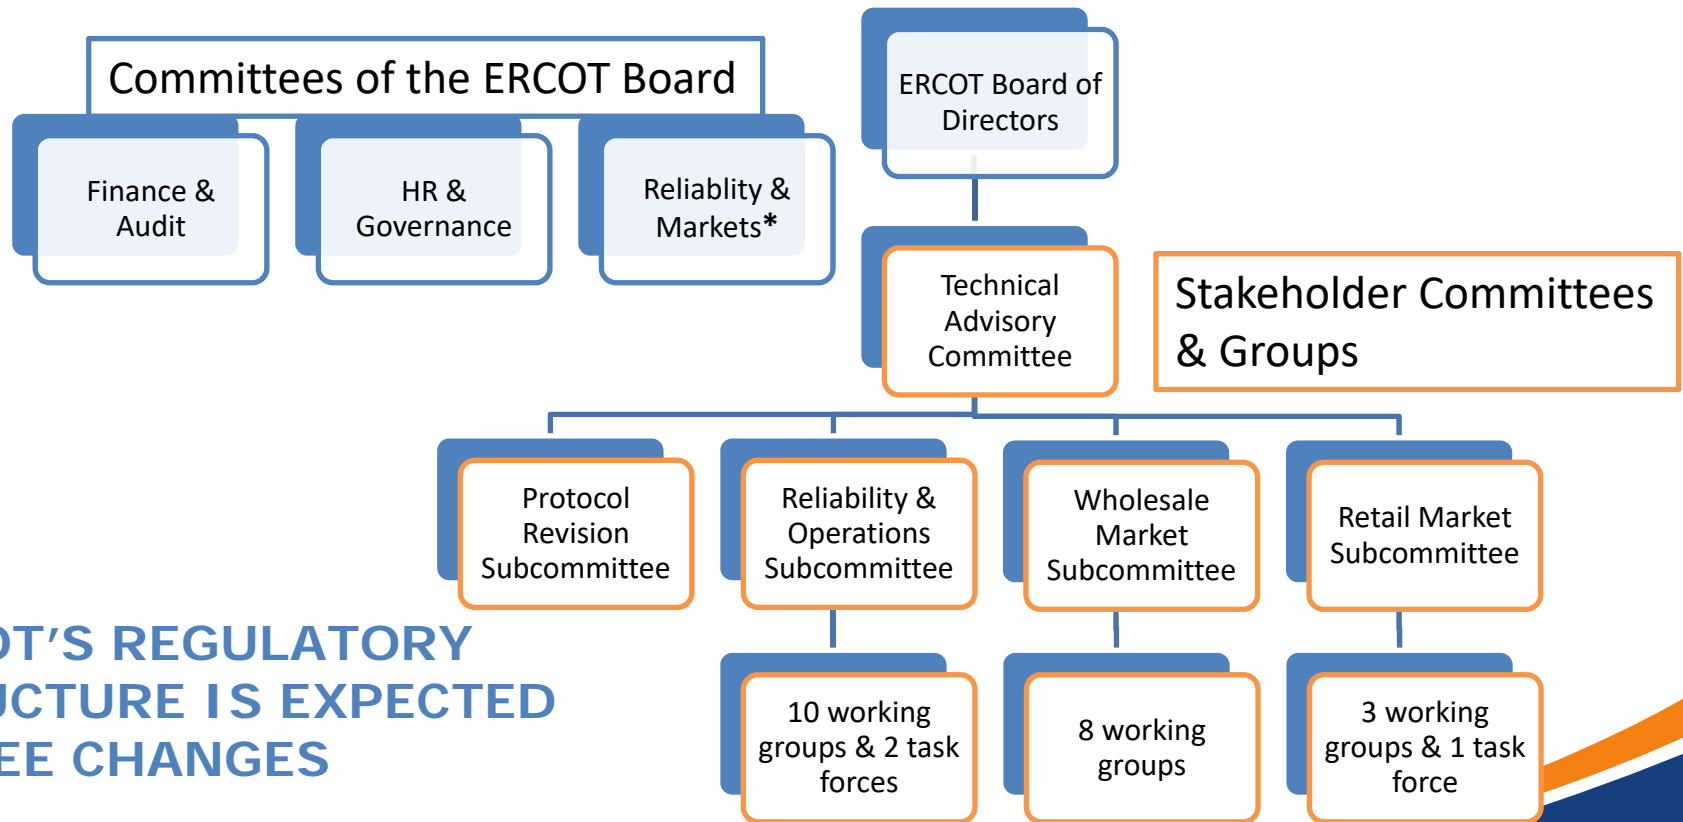 Committees of the ERCOT Board
Finance &
Audit
HR &
Governance
Reliablity &
Markets*
ERCOT Board of
Directors
Technical
Advisory
Committee
Stakeholder Committees
& Groups
Protocol
Revision
Subcommittee
Reliability &
Operations
Subcommittee
Wholesale
Market
Subcommittee
Retail Market
Subcommittee
10 working
groups & 2 task
forces
8 working
groups
3 working
groups & 1 task
force
OT'S REGULATORY
UCTURE IS EXPECTED
EE CHANGES